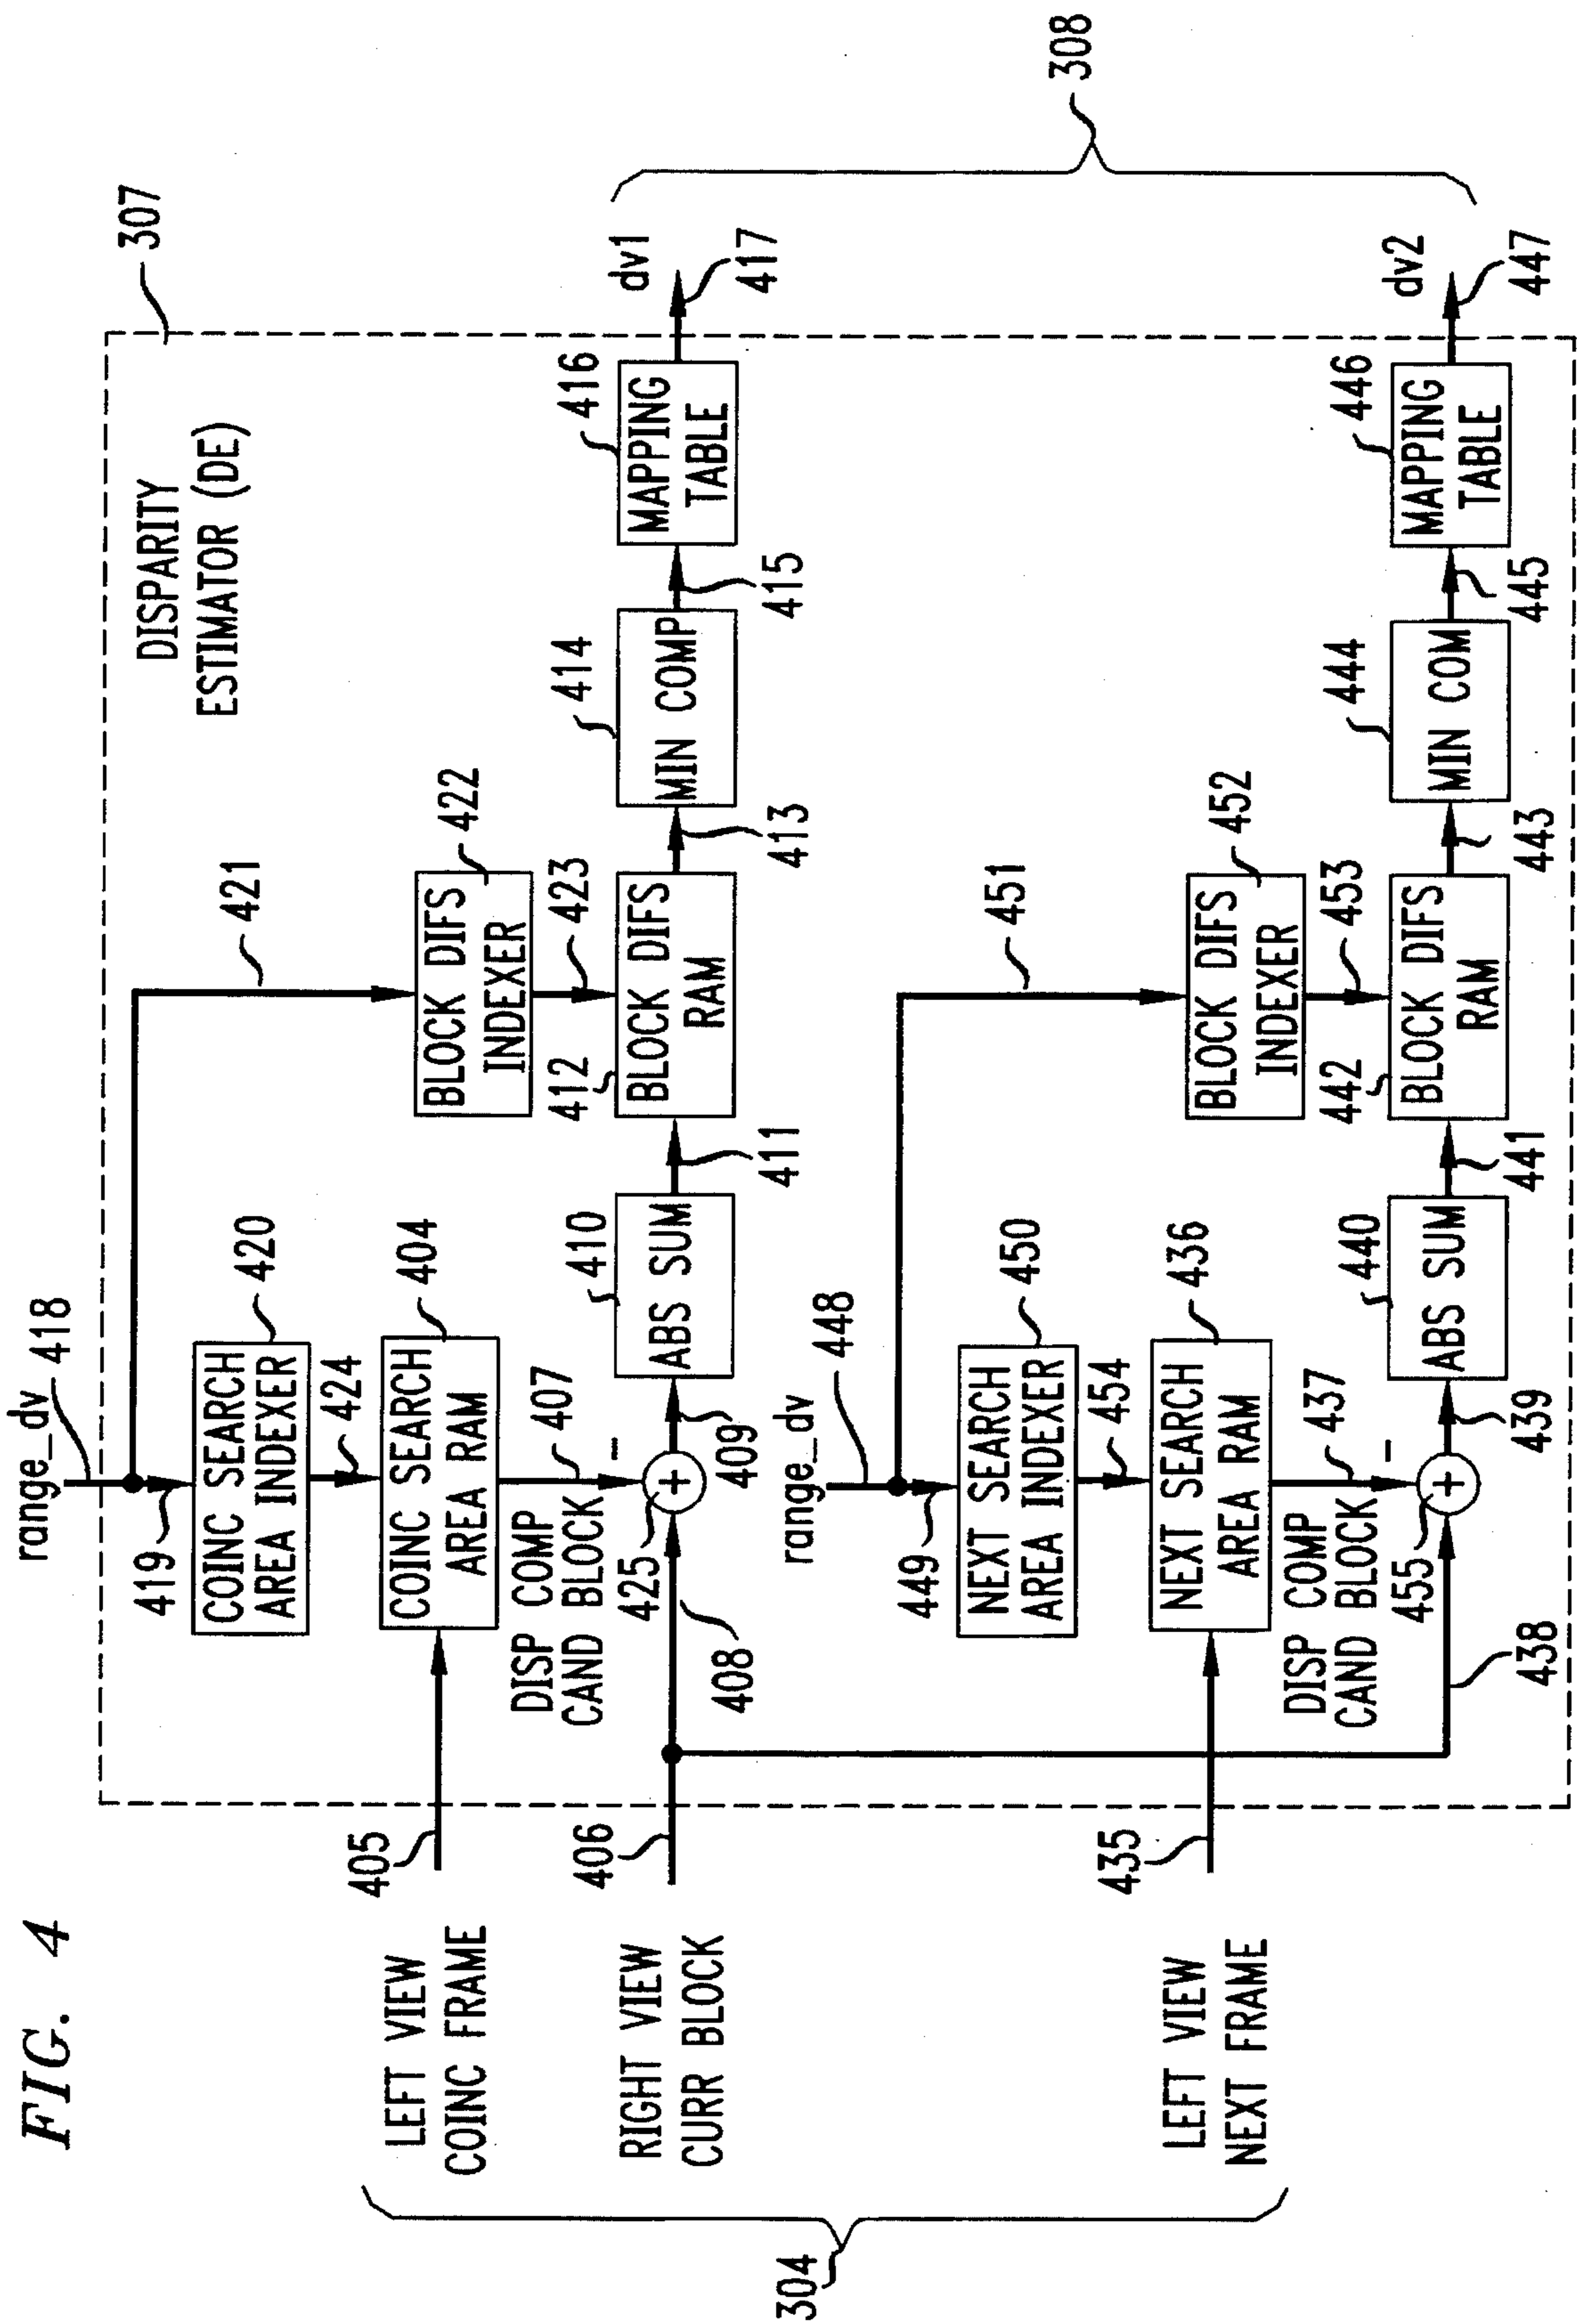 FIG. 4
DISPARITY
ESTIMATOR (DE)
307
range_dv
418
419
COINC SEARCH
AREA INDEXER
420
421
424
LEFT VIEW
COINC FRAME
405
COINC SEARCH
AREA RAM
404
BLOCK DIFS
INDEXER
422
DISP COMP
CAND BLOCK
407
423
RIGHT VIEW
CURR BLOCK
406
408
425
+
-
409
ABS SUM
410
411
BLOCK DIFS
RAM
412
413
MIN COMP
414
415
MAPPING
TABLE
416
dv1
417
308
range_dv
448
449
NEXT SEARCH
AREA INDEXER
450
451
454
LEFT VIEW
NEXT FRAME
435
NEXT SEARCH
AREA RAM
436
BLOCK DIFS
INDEXER
452
DISP COMP
CAND BLOCK
437
453
438
455
+
-
439
ABS SUM
440
441
BLOCK DIFS
RAM
442
443
MIN COM
444
445
MAPPING
TABLE
446
dv2
447
304